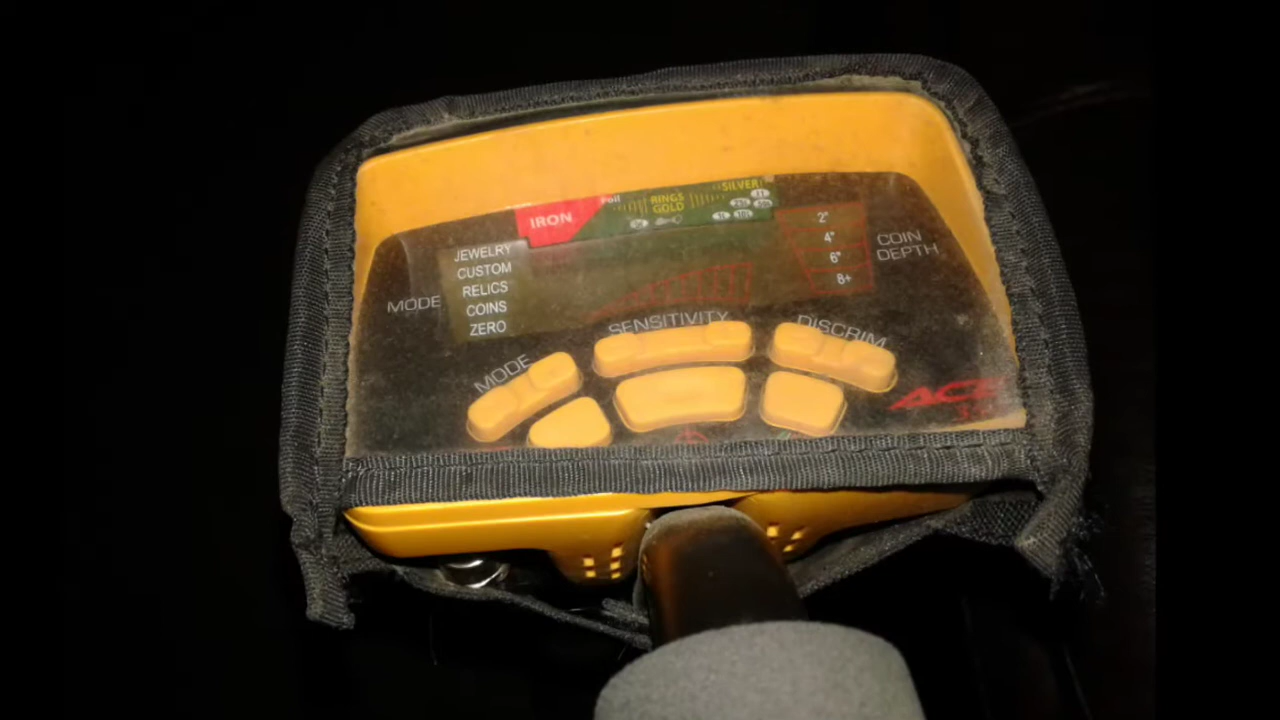 SILVER
Foil
RINGS
GOLD
IRON
2"
4"
6"
8+
COIN
DEPTH
JEWELRY
CUSTOM
RELICS
COINS
ZERO
MODE
SENSITIVITY
DISCRIM
MODE
ACE